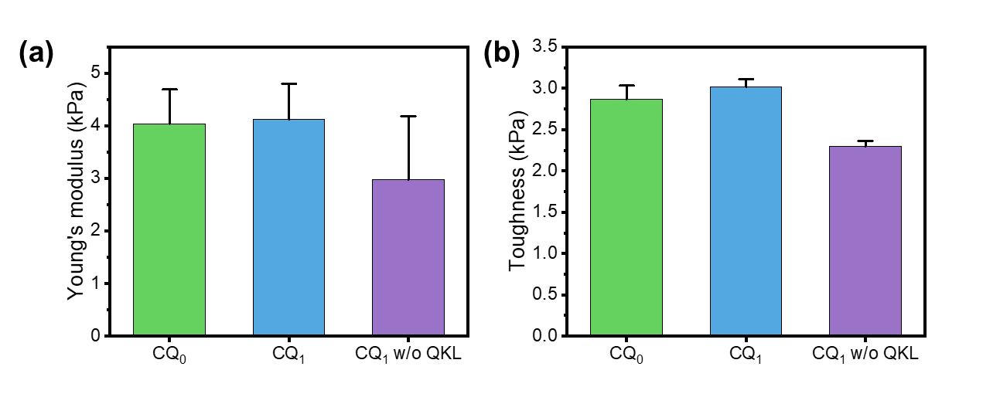 (a)
Young's modulus (kPa)
5
4
3
2
1
0
CQ₀
CQ₁
CQ₁ w/o QKL
(b)
Toughness (kPa)
3.5
3.0
2.5
2.0
1.5
1.0
0.5
0.0
CQ₀
CQ₁
CQ₁ w/o QKL